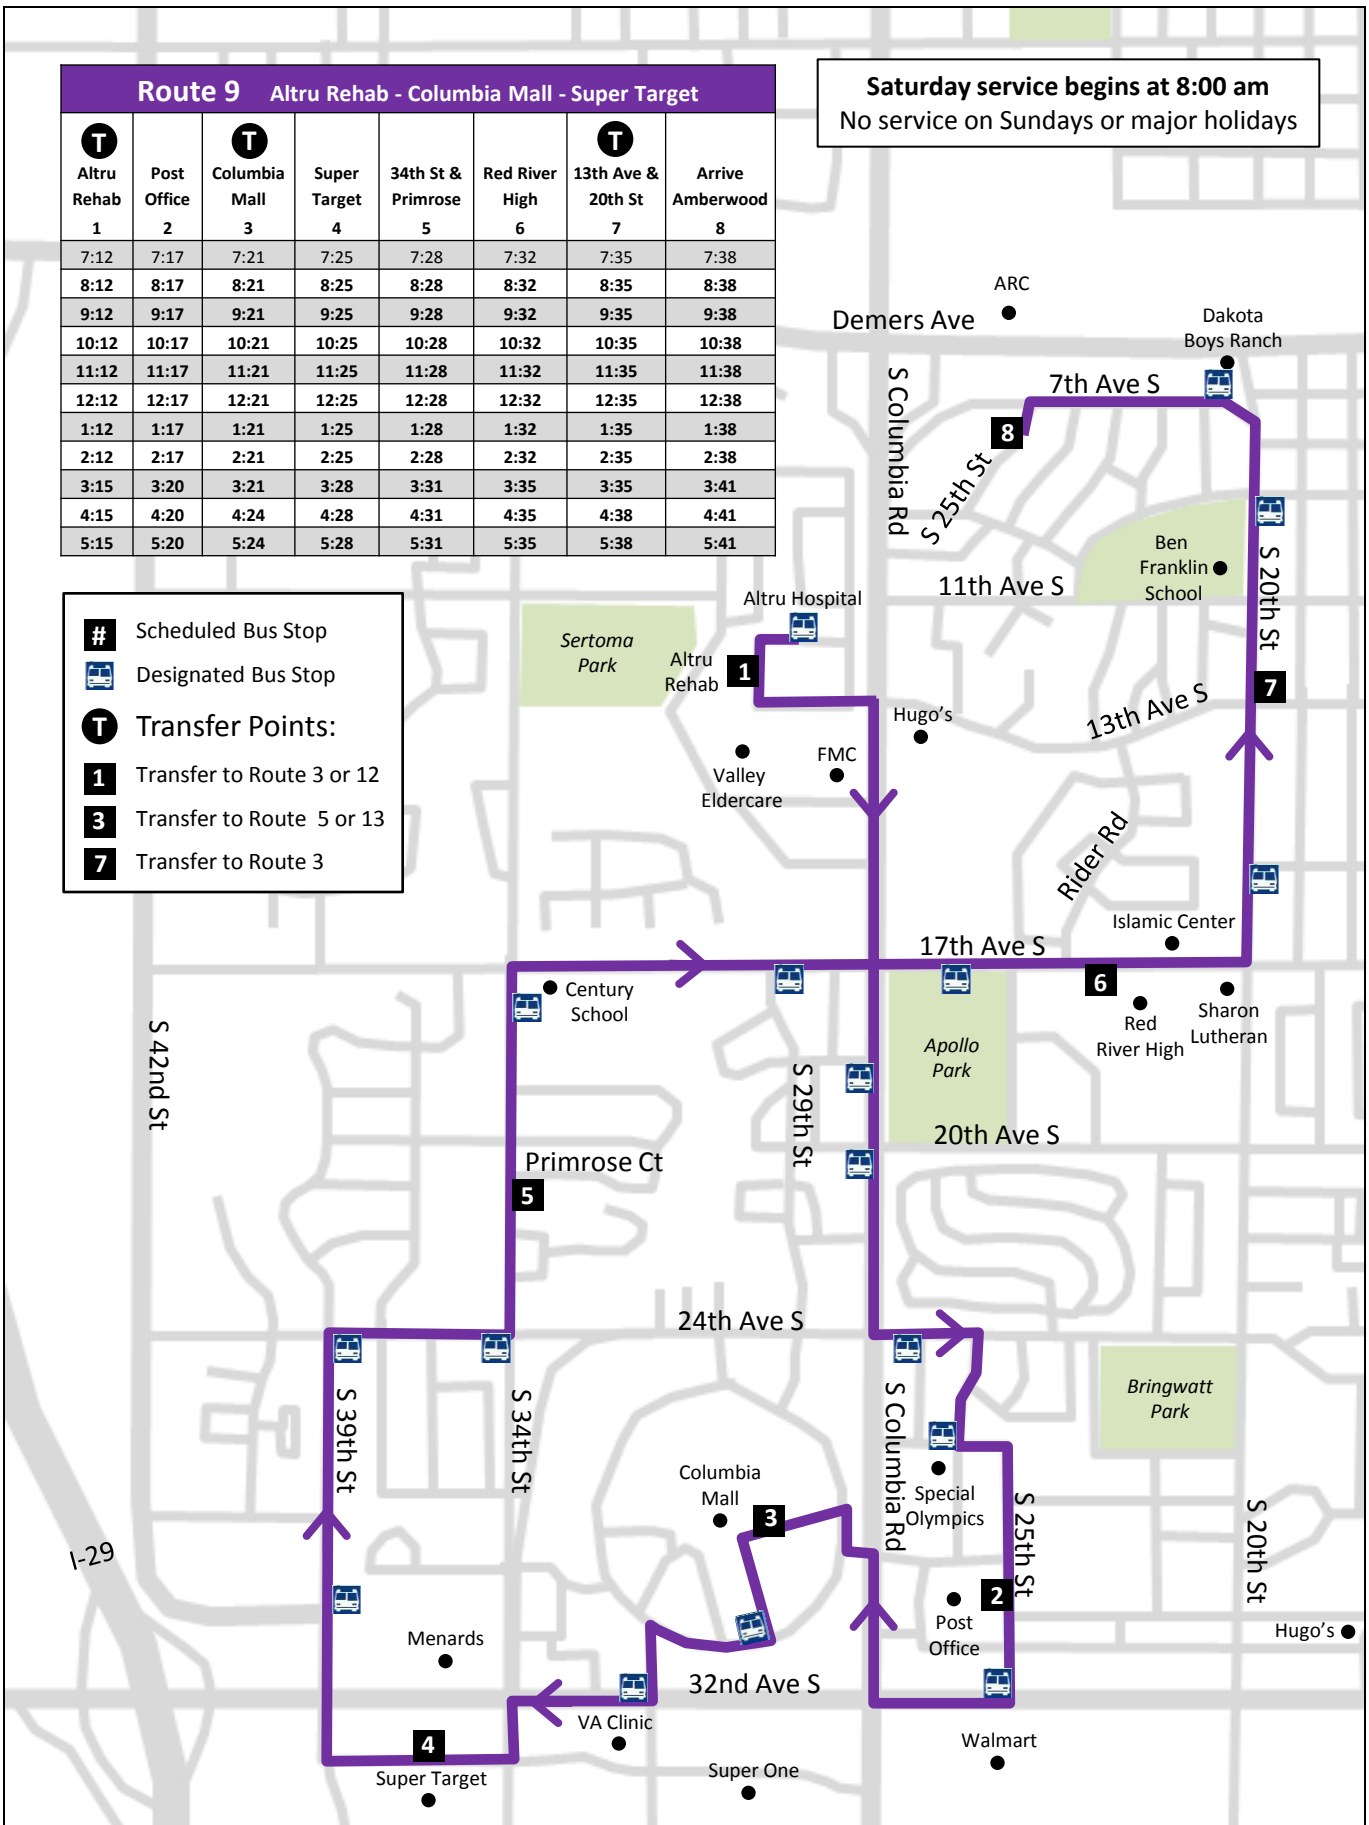 Route 9 Altru Rehab - Columbia Mall - Super Target
T T T
Altru Post Columbia Super 34th St & Red River 13th Ave & Arrive
Rehab Office Mall Target Primrose High 20th St Amberwood
1 2 3 4 5 6 7 8
7:12 7:17 7:21 7:25 7:28 7:32 7:35 7:38
8:12 8:17 8:21 8:25 8:28 8:32 8:35 8:38
9:12 9:17 9:21 9:25 9:28 9:32 9:35 9:38
10:12 10:17 10:21 10:25 10:28 10:32 10:35 10:38
11:12 11:17 11:21 11:25 11:28 11:32 11:35 11:38
12:12 12:17 12:21 12:25 12:28 12:32 12:35 12:38
1:12 1:17 1:21 1:25 1:28 1:32 1:35 1:38
2:12 2:17 2:21 2:25 2:28 2:32 2:35 2:38
3:15 3:20 3:21 3:28 3:31 3:35 3:35 3:41
4:15 4:20 4:24 4:28 4:31 4:35 4:38 4:41
5:15 5:20 5:24 5:28 5:31 5:35 5:38 5:41
Saturday service begins at 8:00 am
No service on Sundays or major holidays
# Scheduled Bus Stop
Designated Bus Stop
T Transfer Points:
1 Transfer to Route 3 or 12
3 Transfer to Route 5 or 13
7 Transfer to Route 3
ARC
Demers Ave
Dakota
Boys Ranch
7th Ave S
S Columbia Rd
8
S 25th St
Ben
Franklin
School
S 20th St
11th Ave S
Altru Hospital
Sertoma
Park
Altru
Rehab
1
7
13th Ave S
Hugo's
FMC
Valley
Eldercare
Rider Rd
Islamic Center
17th Ave S
6
Century
School
Red
River High
Sharon
Lutheran
S 42nd St
Apollo
Park
S 29th St
20th Ave S
Primrose Ct
5
24th Ave S
S 39th St
S 34th St
S Columbia Rd
Bringwatt
Park
Columbia
Mall
3
Special
Olympics
S 25th St
S 20th St
I-29
2
Post
Office
Hugo's
Menards
32nd Ave S
VA Clinic
4
Super Target
Super One
Walmart